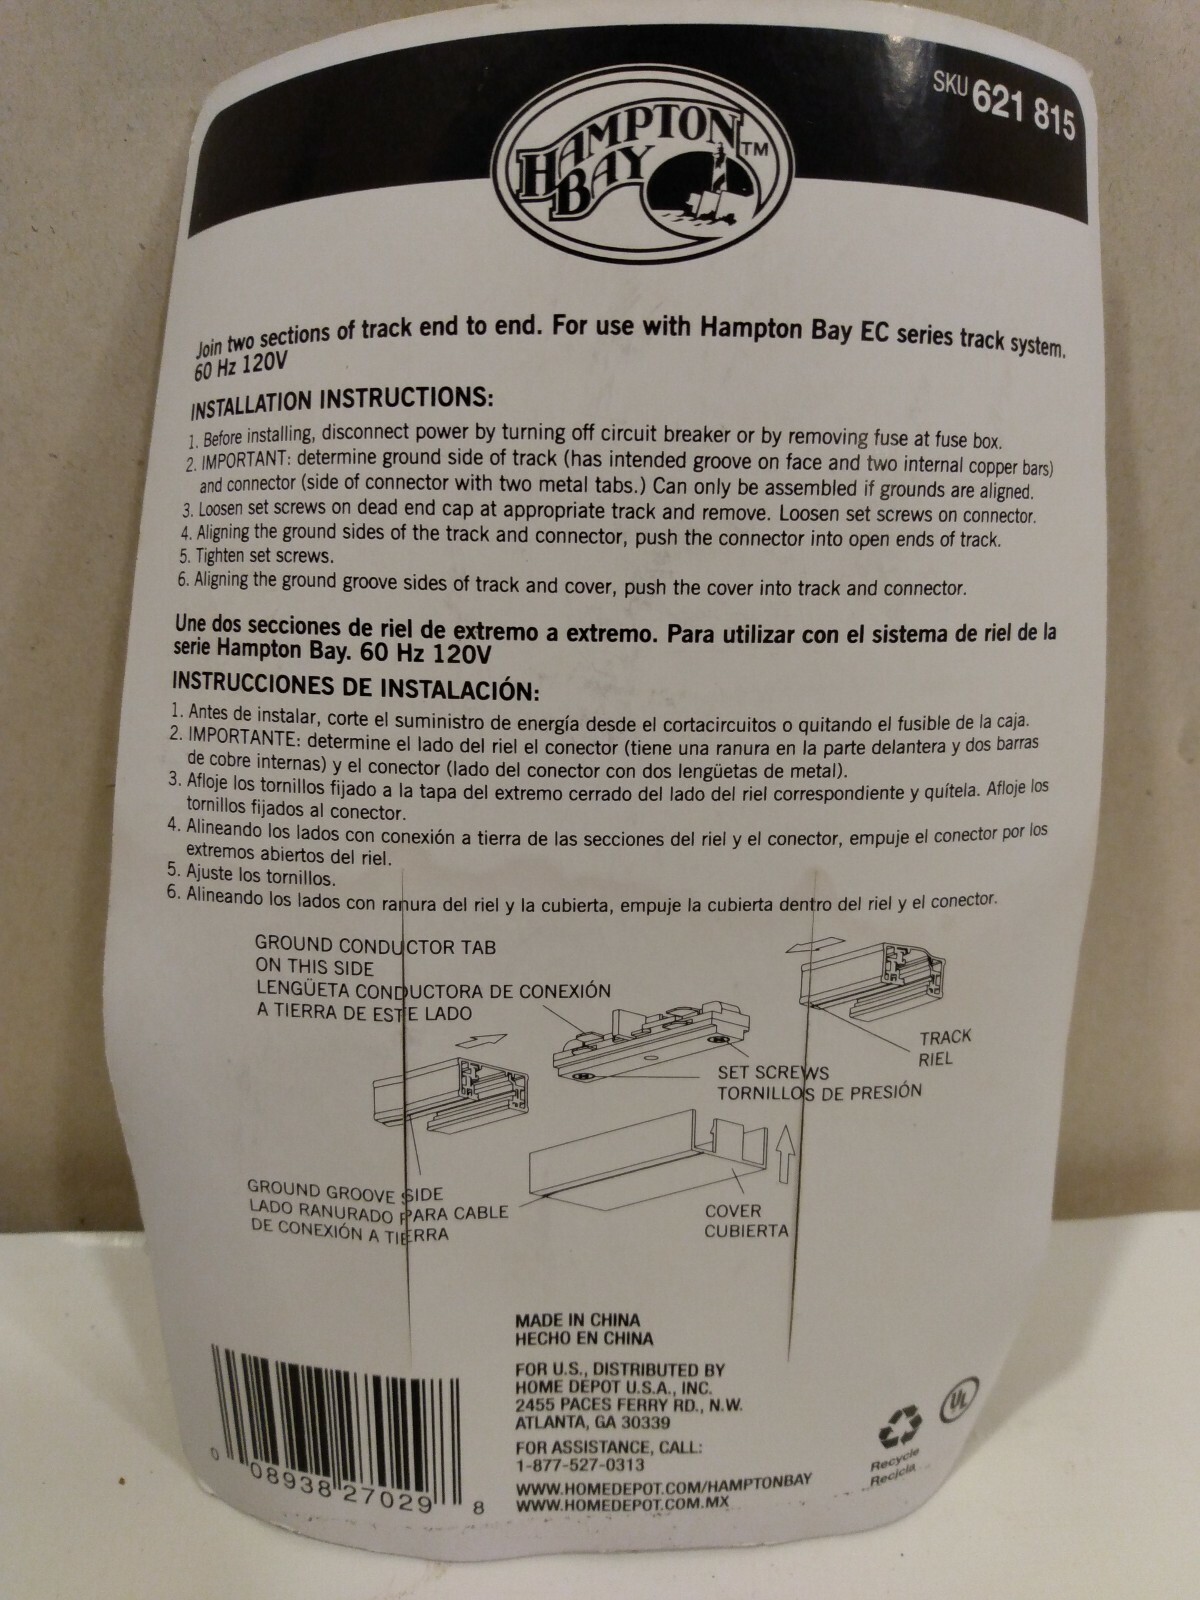 SKU 621 815
HAMPTON
BAY
TM
Join two sections of track end to end. For use with Hampton Bay EC series track system.
60 Hz 120V
INSTALLATION INSTRUCTIONS:
1. Before installing, disconnect power by turning off circuit breaker or by removing fuse at fuse box.
2. IMPORTANT: determine ground side of track (has intended groove on face and two internal copper bars)
and connector (side of connector with two metal tabs.) Can only be assembled if grounds are aligned.
3. Loosen set screws on dead end cap at appropriate track and remove. Loosen set screws on connector.
4. Aligning the ground sides of the track and connector, push the connector into open ends of track.
5. Tighten set screws.
6. Aligning the ground groove sides of track and cover, push the cover into track and connector.
Une dos secciones de riel de extremo a extremo. Para utilizar con el sistema de riel de la
serie Hampton Bay. 60 Hz 120V
INSTRUCCIONES DE INSTALACIÓN:
1. Antes de instalar, corte el suministro de energía desde el cortacircuitos o quitando el fusible de la caja.
2. IMPORTANTE: determine el lado del riel el conector (tiene una ranura en la parte delantera y dos barras
de cobre internas) y el conector (lado del conector con dos lengüetas de metal).
3. Afloje los tornillos fijado a la tapa del extremo cerrado del lado del riel correspondiente y quítela. Afloje los
tornillos fijados al conector.
4. Alineando los lados con conexión a tierra de las secciones del riel y el conector, empuje el conector por los
extremos abiertos del riel.
5. Ajuste los tornillos.
6. Alineando los lados con ranura del riel y la cubierta, empuje la cubierta dentro del riel y el conector.
GROUND CONDUCTOR TAB
ON THIS SIDE
LENGÜETA CONDUCTORA DE CONEXIÓN
A TIERRA DE ESTE LADO
TRACK
RIEL
SET SCREWS
TORNILLOS DE PRESIÓN
GROUND GROOVE SIDE
LADO RANURADO PARA CABLE
DE CONEXIÓN A TIERRA
COVER
CUBIERTA
MADE IN CHINA
HECHO EN CHINA
FOR U.S., DISTRIBUTED BY
HOME DEPOT U.S.A., INC.
2455 PACES FERRY RD., N.W.
ATLANTA, GA 30339
FOR ASSISTANCE, CALL:
1-877-527-0313
WWW.HOMEDEPOT.COM/HAMPTONBAY
WWW.HOMEDEPOT.COM.MX
0 08938 27029 8
UL
Recycle
Recicla